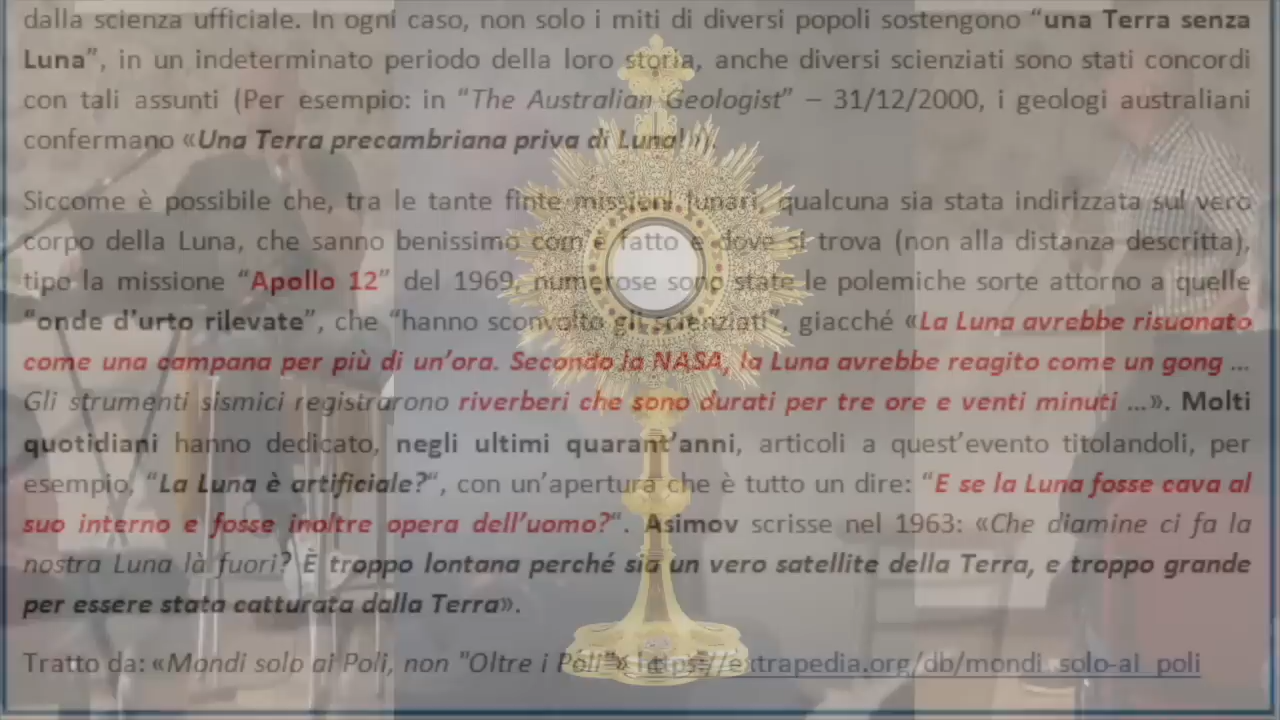 dalla scienza ufficiale. In ogni caso, non solo i miti di diversi popoli sostengono “una Terra senza
Luna”, in un indeterminato periodo della loro storia, anche diversi scienziati sono stati concordi
con tali assunti (Per esempio: in “The Australian Geologist” – 31/12/2000, i geologi australiani
confermano «Una Terra precambriana priva di Luna!»).
Siccome è possibile che, tra le tante finte missioni lunari, qualcuna sia stata indirizzata sul vero
corpo della Luna, che sanno benissimo com'è fatto e dove si trova (non alla distanza descritta),
tipo la missione “Apollo 12” del 1969, numerose sono state le polemiche sorte attorno a quelle
“onde d’urto rilevate”, che “hanno sconvolto gli scienziati”, giacché «La Luna avrebbe risuonato
come una campana per più di un’ora. Secondo la NASA, la Luna avrebbe reagito come un gong ...
Gli strumenti sismici registrarono riverberi che sono durati per tre ore e venti minuti ...». Molti
quotidiani hanno dedicato, negli ultimi quarant’anni, articoli a quest’evento titolandoli, per
esempio, “La Luna è artificiale?“, con un’apertura che è tutto un dire: “E se la Luna fosse cava al
suo interno e fosse inoltre opera dell’uomo?“. Asimov scrisse nel 1963: «Che diamine ci fa la
nostra Luna là fuori? È troppo lontana perché sia un vero satellite della Terra, e troppo grande
per essere stata catturata dalla Terra».
Tratto da: «Mondi solo ai Poli, non "Oltre i Poli"» https://extrapedia.org/db/mondi_solo-ai_poli